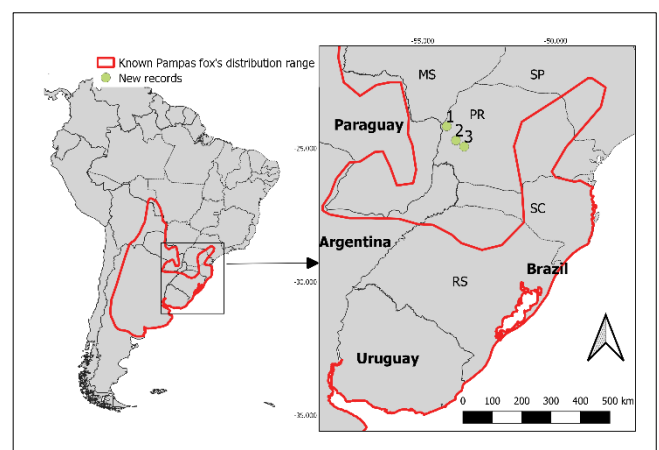 Known Pampas fox's distribution range
New records
-55.000
-50.000
MS
SP
1
PR
Paraguay
2
3
-25.000
SC
Argentina
Brazil
-30.000
RS
Uruguay
0 100 200 300 400 500 km
-35.000